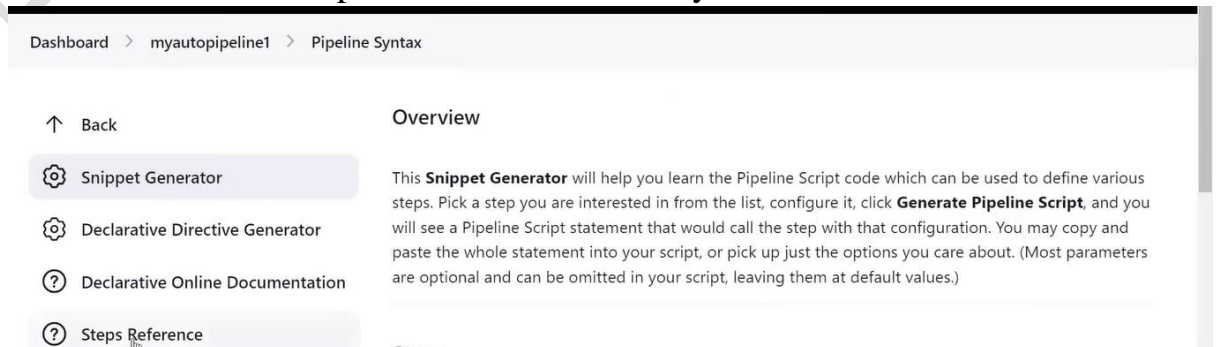 Dashboard > myautopipeline1 > Pipeline Syntax
Back
Snippet Generator
Declarative Directive Generator
Declarative Online Documentation
Steps Reference
Overview
This Snippet Generator will help you learn the Pipeline Script code which can be used to define various
steps. Pick a step you are interested in from the list, configure it, click Generate Pipeline Script, and you
will see a Pipeline Script statement that would call the step with that configuration. You may copy and
paste the whole statement into your script, or pick up just the options you care about. (Most parameters
are optional and can be omitted in your script, leaving them at default values.)